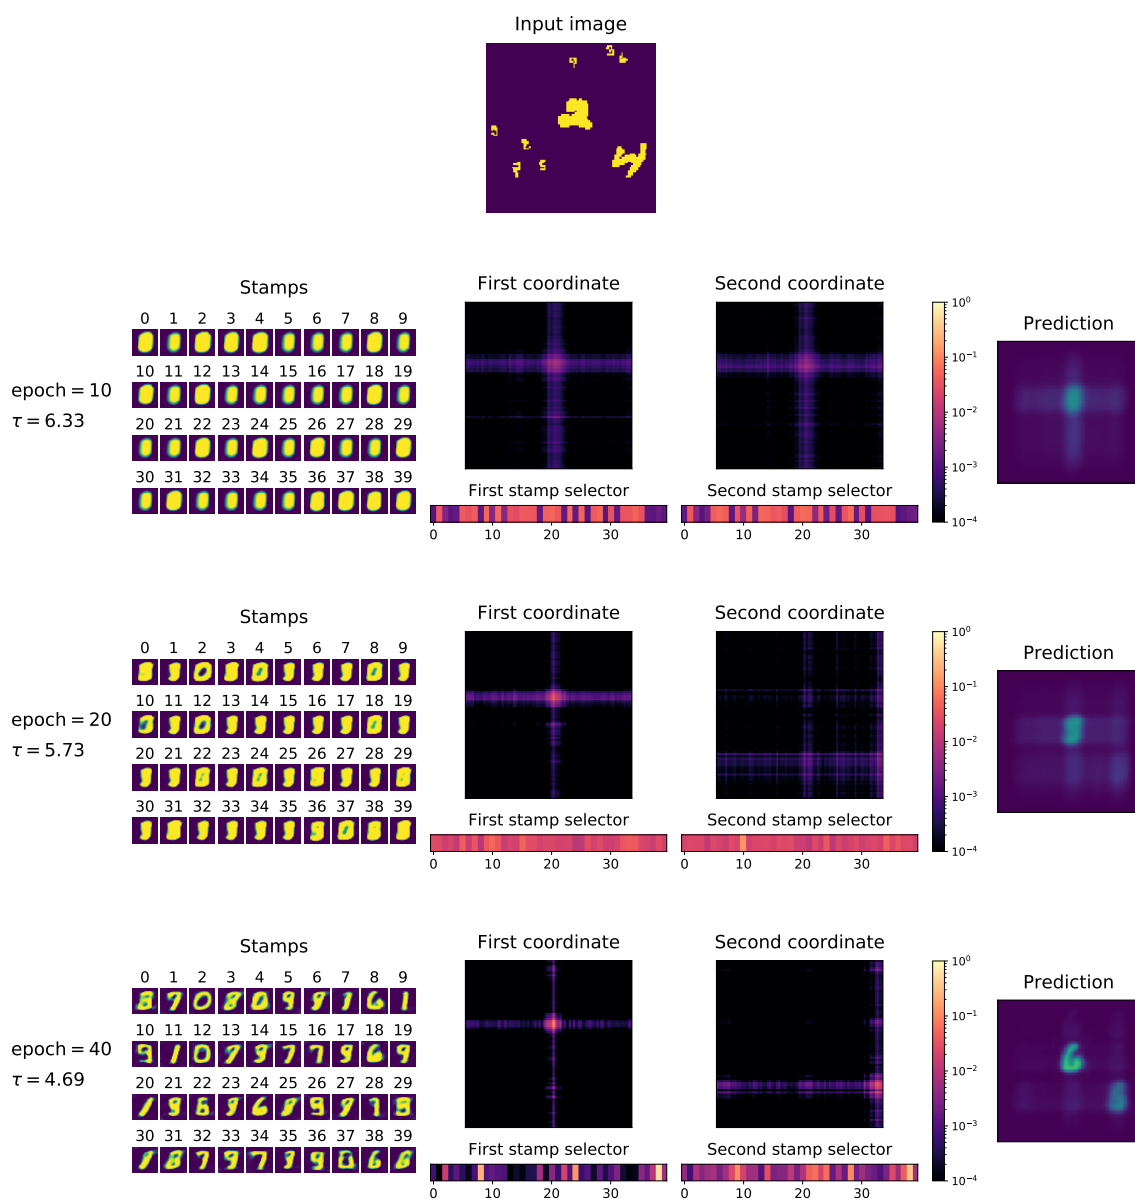 Input image
Stamps
First coordinate
Second coordinate
0 1 2 3 4 5 6 7 8 9
10 11 12 13 14 15 16 17 18 19
20 21 22 23 24 25 26 27 28 29
30 31 32 33 34 35 36 37 38 39
epoch = 10
τ = 6.33
First stamp selector
0 10 20 30
Second stamp selector
0 10 20 30
10⁰
10⁻¹
10⁻²
10⁻³
10⁻⁴
Prediction
Stamps
First coordinate
Second coordinate
0 1 2 3 4 5 6 7 8 9
10 11 12 13 14 15 16 17 18 19
20 21 22 23 24 25 26 27 28 29
30 31 32 33 34 35 36 37 38 39
epoch = 20
τ = 5.73
First stamp selector
0 10 20 30
Second stamp selector
0 10 20 30
10⁰
10⁻¹
10⁻²
10⁻³
10⁻⁴
Prediction
Stamps
First coordinate
Second coordinate
0 1 2 3 4 5 6 7 8 9
10 11 12 13 14 15 16 17 18 19
20 21 22 23 24 25 26 27 28 29
30 31 32 33 34 35 36 37 38 39
epoch = 40
τ = 4.69
First stamp selector
0 10 20 30
Second stamp selector
0 10 20 30
10⁰
10⁻¹
10⁻²
10⁻³
10⁻⁴
Prediction